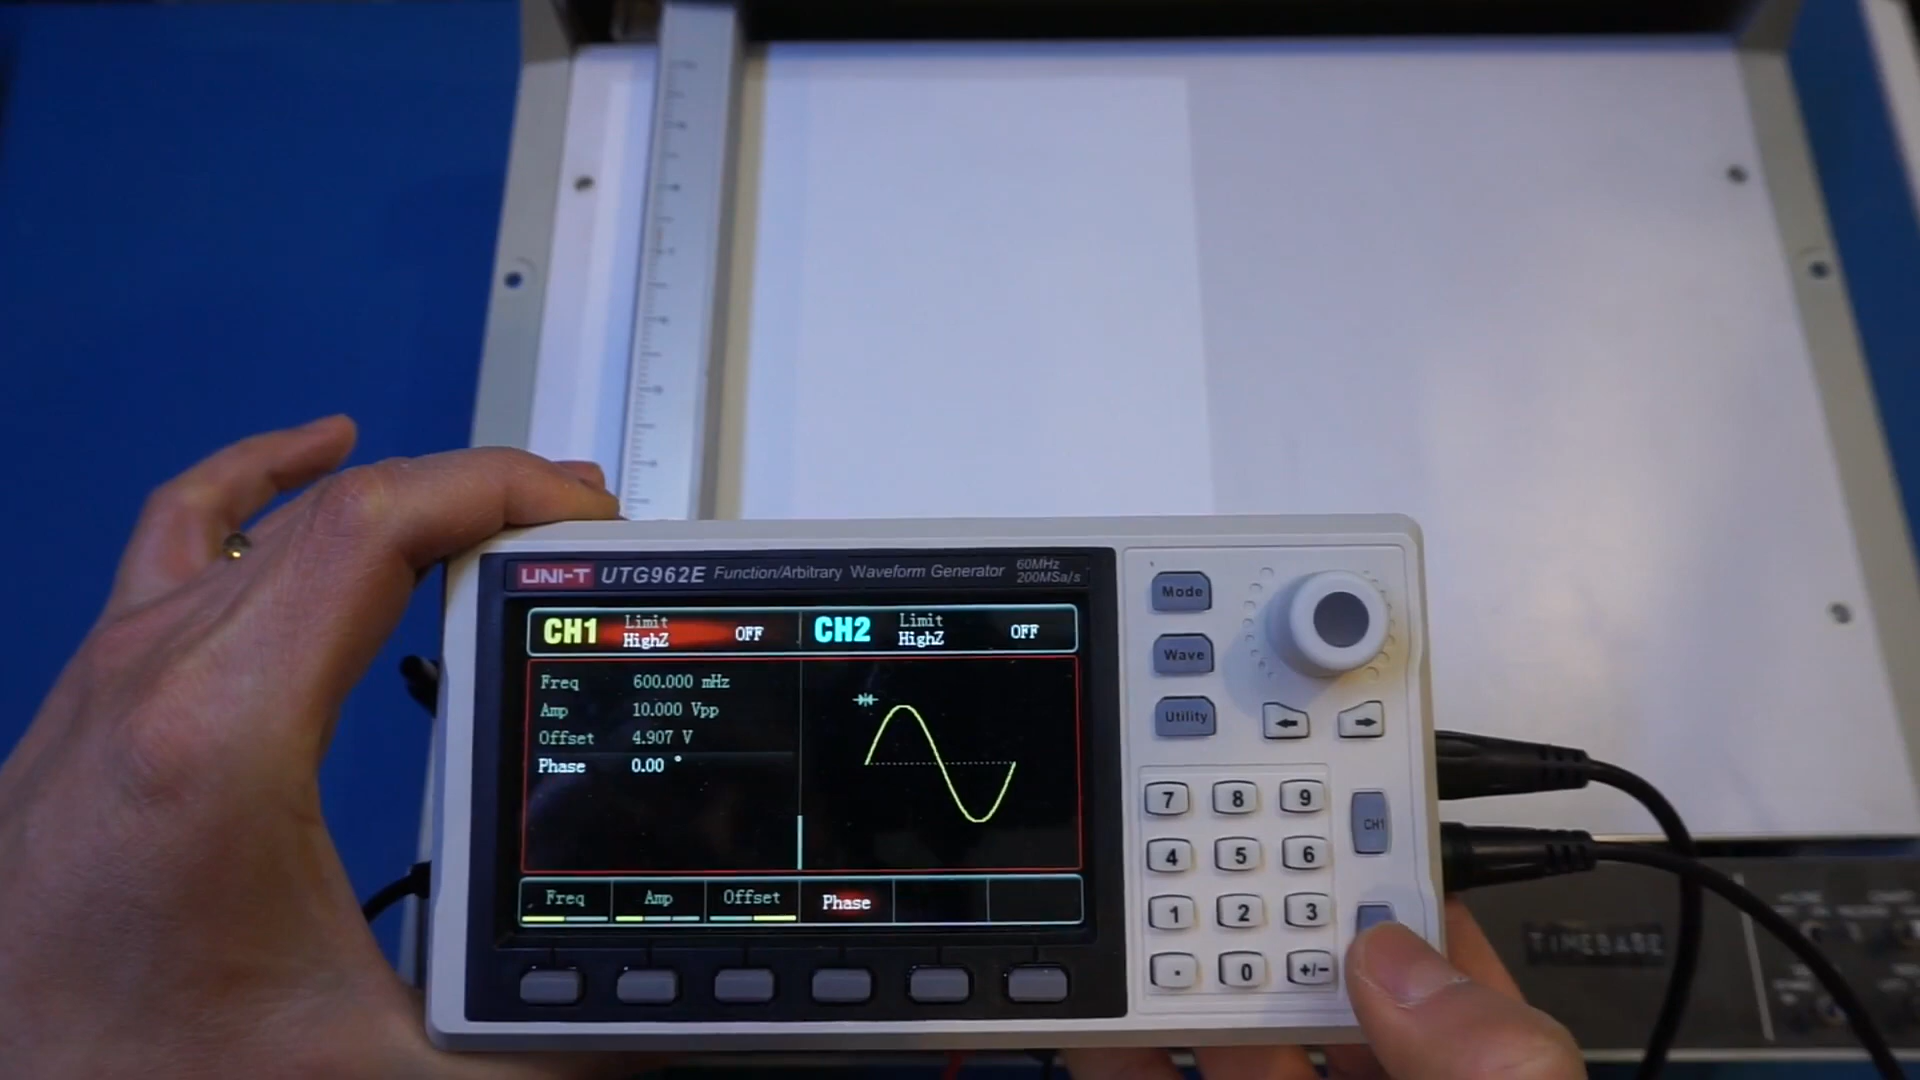 UNI-T UTG962E Function/Arbitrary Waveform Generator 60MHz 200MSa/s
CH1 Limit HighZ OFF CH2 Limit HighZ OFF
Freq 600.000 mHz
Amp 10.000 Vpp
Offset 4.907 V
Phase 0.00 °
Freq Amp Offset Phase
Mode
Wave
Utility
7 8 9
CH1
4 5 6
1 2 3
. 0 +/-
TIMEBASE